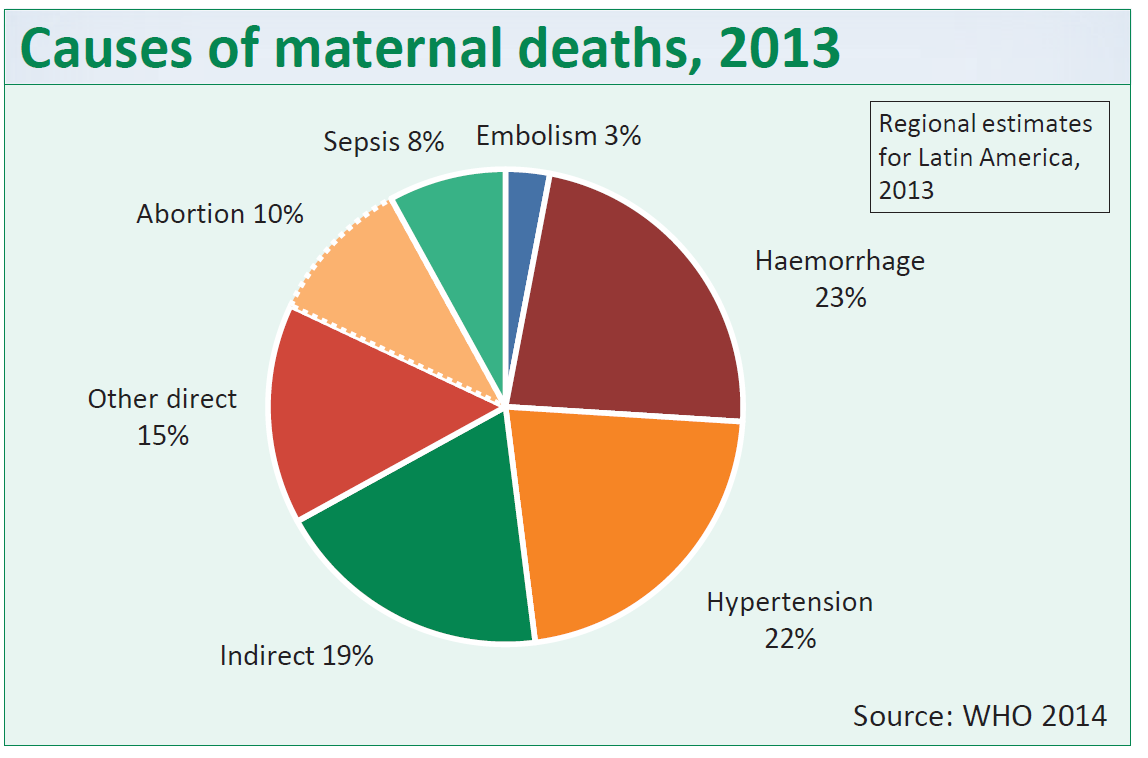 Causes of maternal deaths, 2013
Regional estimates
for Latin America,
2013
Sepsis 8%
Embolism 3%
Abortion 10%
Haemorrhage
23%
Other direct
15%
Hypertension
22%
Indirect 19%
Source: WHO 2014